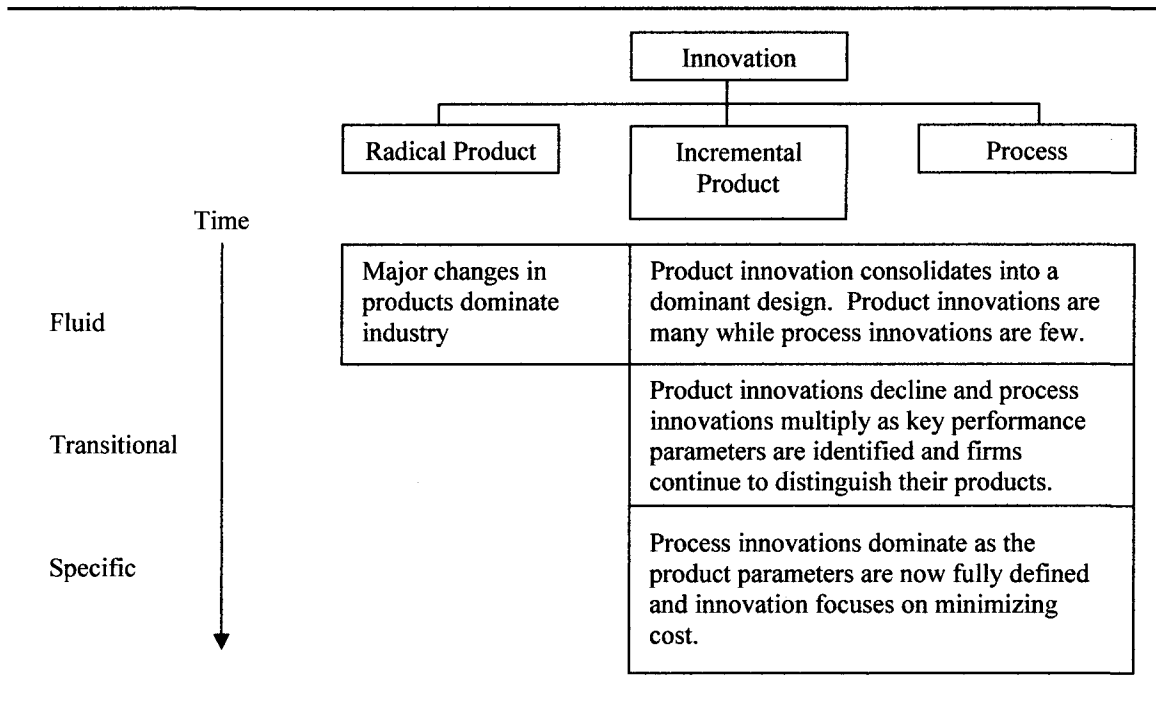 Innovation
Radical Product
Incremental
Product
Process
Time
Fluid
Major changes in
products dominate
industry
Product innovation consolidates into a
dominant design. Product innovations are
many while process innovations are few.
Transitional
Product innovations decline and process
innovations multiply as key performance
parameters are identified and firms
continue to distinguish their products.
Specific
Process innovations dominate as the
product parameters are now fully defined
and innovation focuses on minimizing
cost.